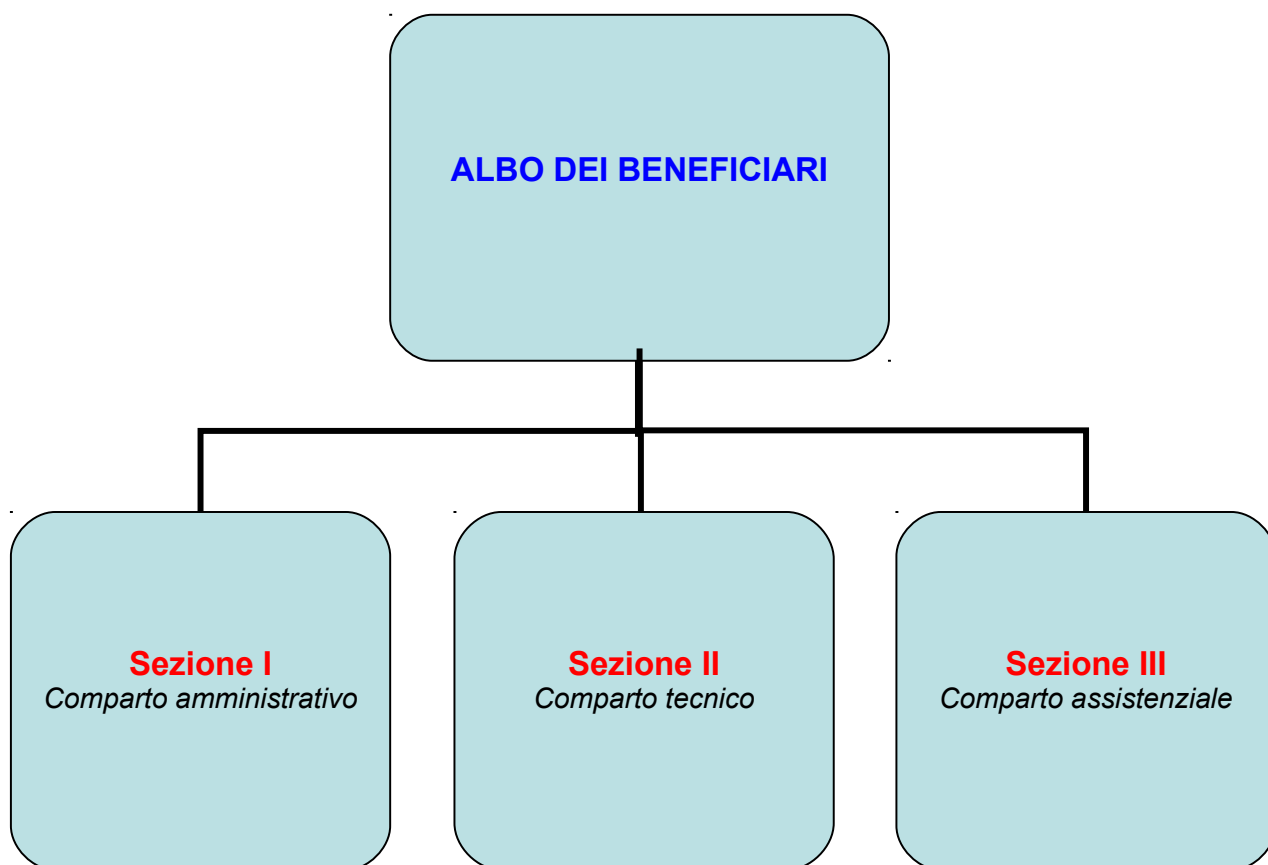 ALBO DEI BENEFICIARI
Sezione I
Comparto amministrativo
Sezione II
Comparto tecnico
Sezione III
Comparto assistenziale